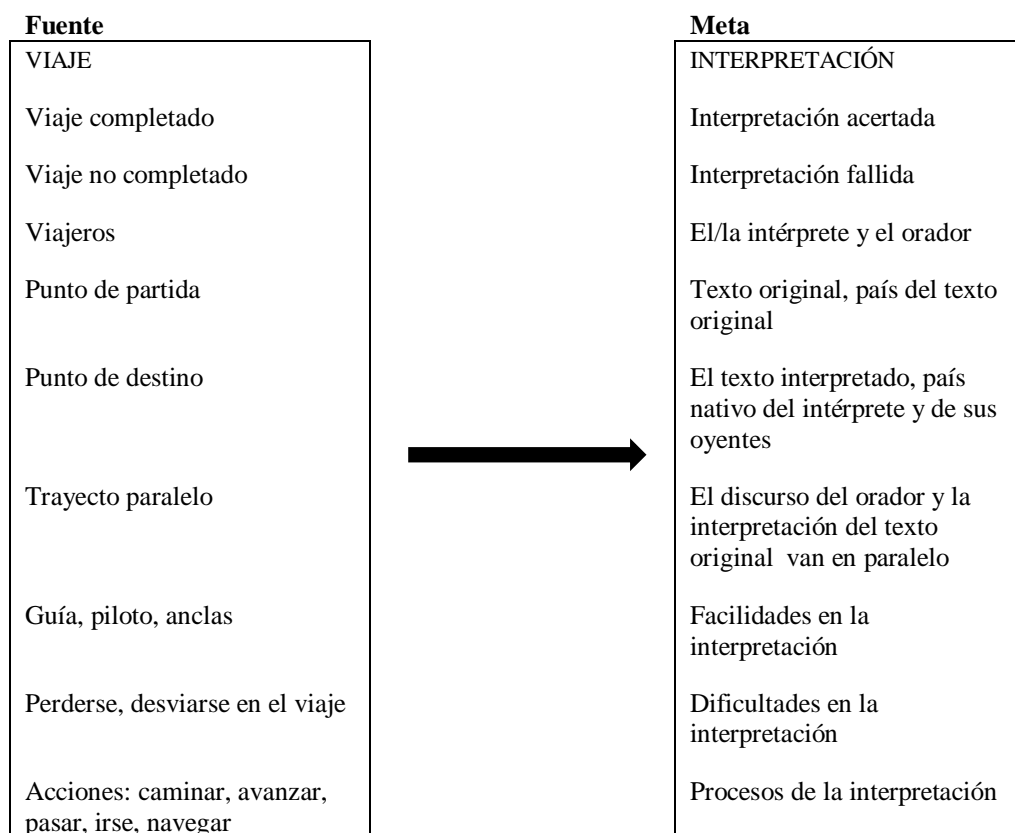 Fuente
VIAJE
Viaje completado
Viaje no completado
Viajeros
Punto de partida
Punto de destino
Trayecto paralelo
Guía, piloto, anclas
Perderse, desviarse en el viaje
Acciones: caminar, avanzar,
pasar, irse, navegar
Meta
INTERPRETACIÓN
Interpretación acertada
Interpretación fallida
El/la intérprete y el orador
Texto original, país del texto
original
El texto interpretado, país
nativo del intérprete y de sus
oyentes
El discurso del orador y la
interpretación del texto
original van en paralelo
Facilidades en la
interpretación
Dificultades en la
interpretación
Procesos de la interpretación